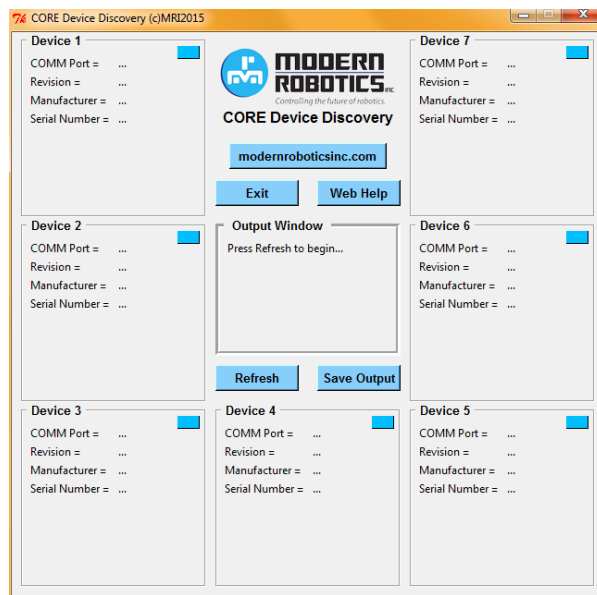 CORE Device Discovery (c)MRI2015
Device 1
COMM Port = ...
Revision = ...
Manufacturer = ...
Serial Number = ...
MODERN
ROBOTICS INC
Controlling the future of robotics.
CORE Device Discovery
modernroboticsinc.com
Exit
Web Help
Device 7
COMM Port = ...
Revision = ...
Manufacturer = ...
Serial Number = ...
Device 2
COMM Port = ...
Revision = ...
Manufacturer = ...
Serial Number = ...
Output Window
Press Refresh to begin...
Refresh
Save Output
Device 6
COMM Port = ...
Revision = ...
Manufacturer = ...
Serial Number = ...
Device 3
COMM Port = ...
Revision = ...
Manufacturer = ...
Serial Number = ...
Device 4
COMM Port = ...
Revision = ...
Manufacturer = ...
Serial Number = ...
Device 5
COMM Port = ...
Revision = ...
Manufacturer = ...
Serial Number = ...